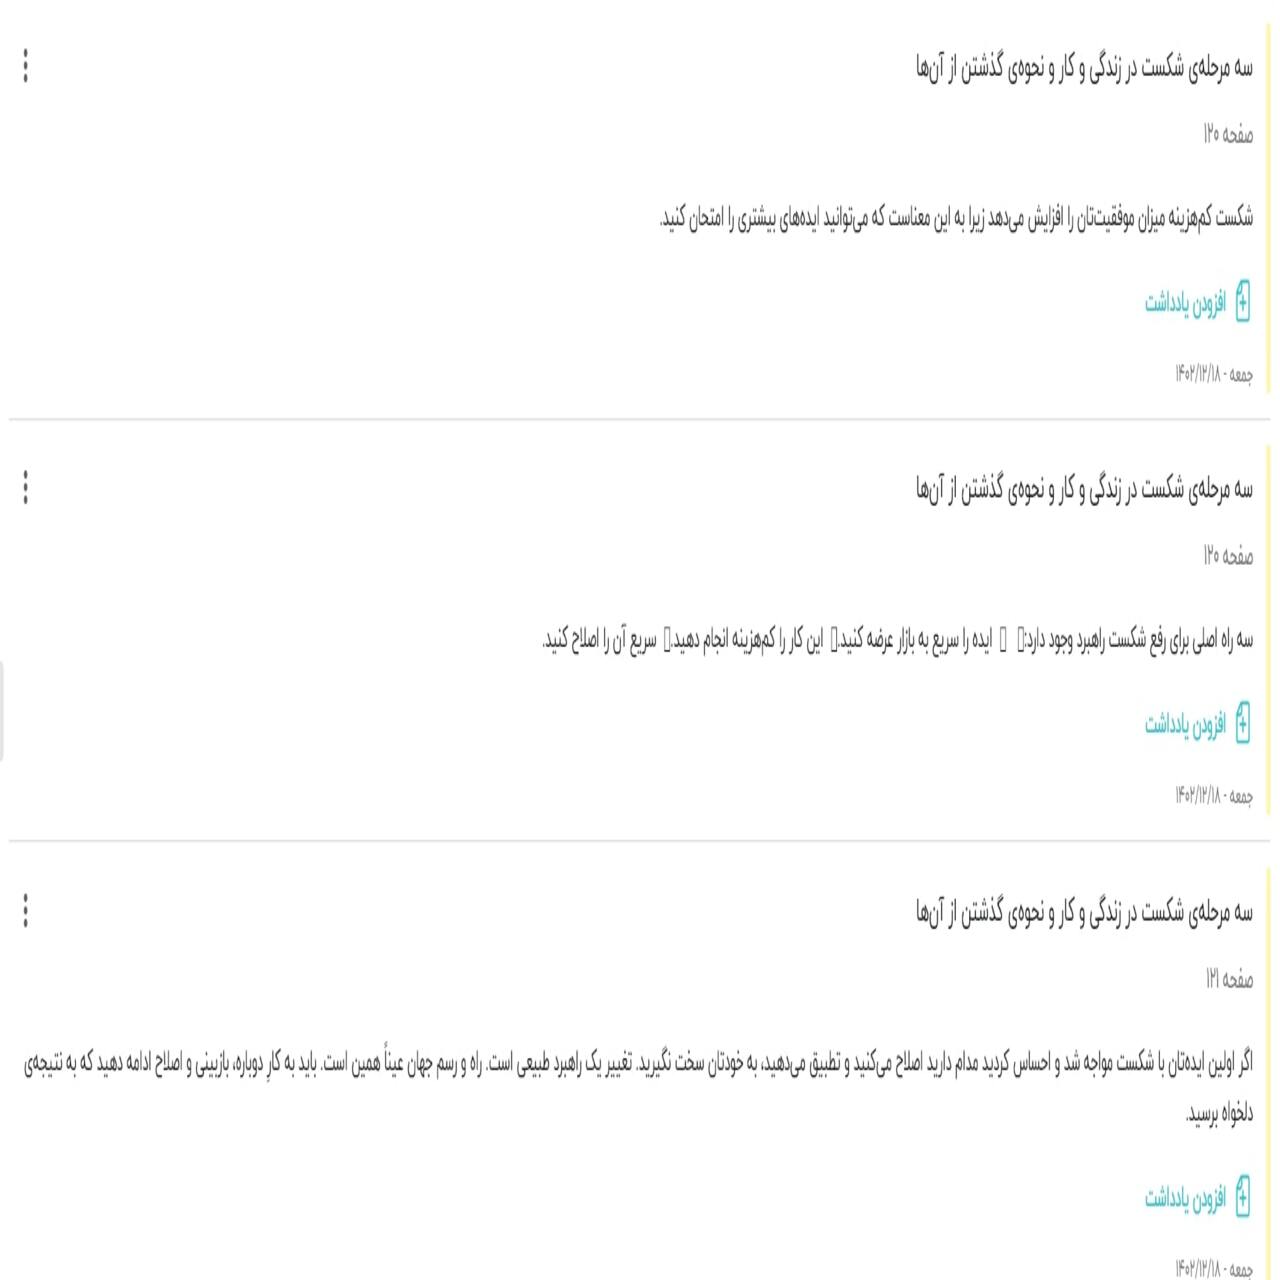 سه مرحله‌ی شکست در زندگی و کار و نحوه‌ی گذشتن از آن‌ها
صفحه ۱۲۰
شکست کم‌هزینه میزان موفقیت‌تان را افزایش می‌دهد زیرا به این معناست که می‌توانید ایده‌های بیشتری را امتحان کنید.
افزودن یادداشت
جمعه - ۱۴۰۲/۱۲/۱۸
سه مرحله‌ی شکست در زندگی و کار و نحوه‌ی گذشتن از آن‌ها
صفحه ۱۲۰
سه راه اصلی برای رفع شکست راهبرد وجود دارد: ایده را سریع به بازار عرضه کنید. این کار را کم‌هزینه انجام دهید. سریع آن را اصلاح کنید.
افزودن یادداشت
جمعه - ۱۴۰۲/۱۲/۱۸
سه مرحله‌ی شکست در زندگی و کار و نحوه‌ی گذشتن از آن‌ها
صفحه ۱۲۱
اگر اولین ایده‌تان با شکست مواجه شد و احساس کردید مدام دارید اصلاح می‌کنید و تطبیق می‌دهید، به خودتان سخت نگیرید. تغییر یک راهبرد طبیعی است. راه و رسم جهان عیناً همین است. باید به کارِ دوباره، بازبینی و اصلاح ادامه دهید که به نتیجه‌ی
دلخواه برسید.
افزودن یادداشت
جمعه - ۱۴۰۲/۱۲/۱۸